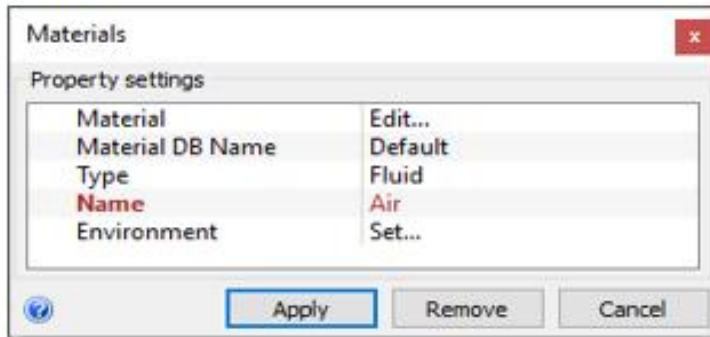 Materials
x
Property settings
Material Edit...
Material DB Name Default
Type Fluid
Name Air
Environment Set...
? Apply Remove Cancel